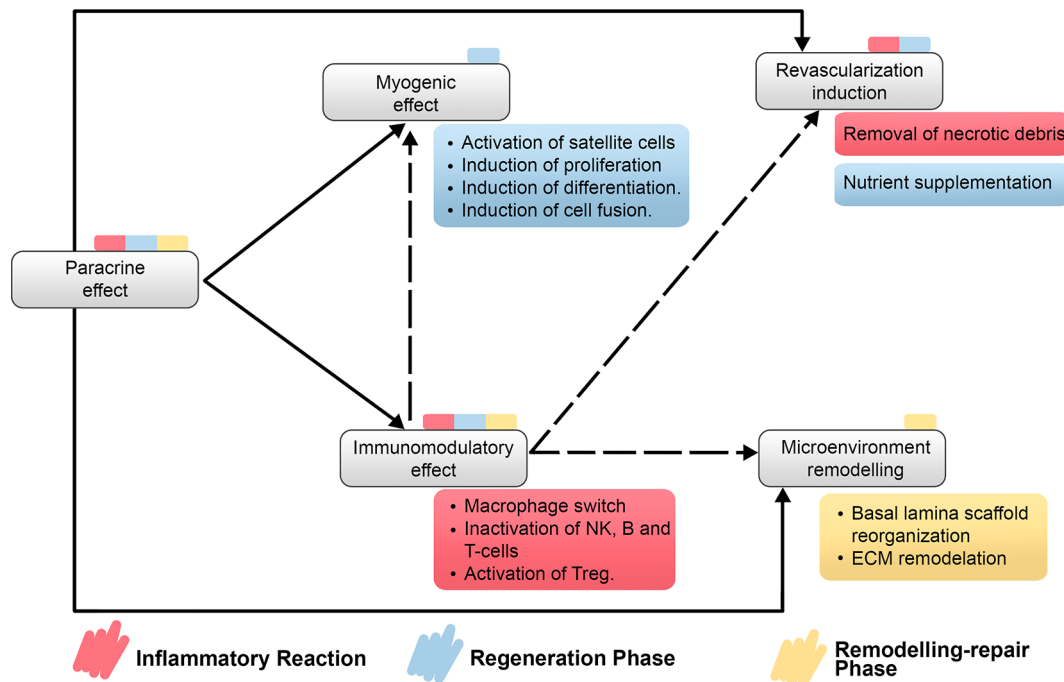 Myogenic
effect
• Activation of satellite cells
• Induction of proliferation
• Induction of differentiation.
• Induction of cell fusion.
Revascularization
induction
Removal of necrotic debris
Nutrient supplementation
Paracrine
effect
Immunomodulatory
effect
• Macrophage switch
• Inactivation of NK, B and
T-cells
• Activation of Treg.
Microenvironment
remodelling
• Basal lamina scaffold
reorganization
• ECM remodelation
Inflammatory Reaction
Regeneration Phase
Remodelling-repair
Phase